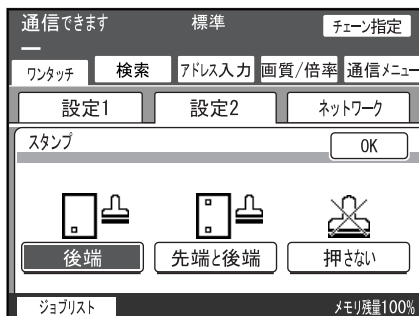 通信できます 標準 チェーン指定
ワンタッチ 検索 アドレス入力 画質/倍率 通信メニュー
設定1 設定2 ネットワーク
スタンプ OK
後端 先端と後端 押さない
ジョブリスト メモリ残量100%